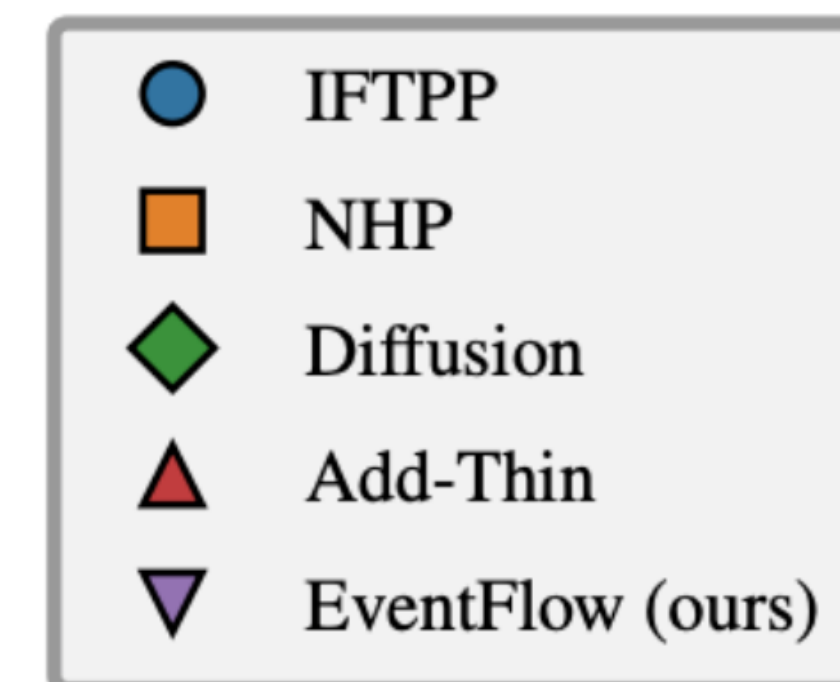 IFTPP
NHP
Diffusion
Add-Thin
EventFlow (ours)